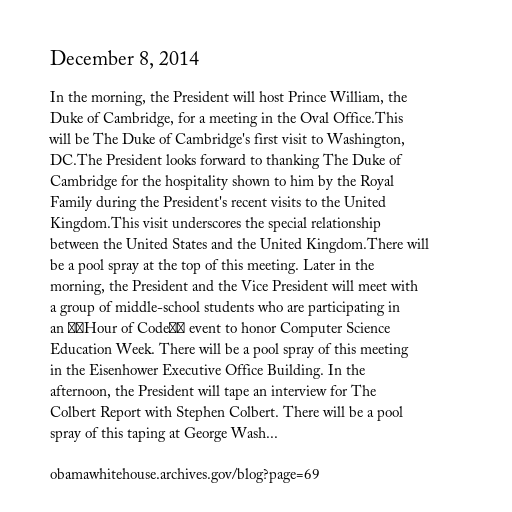 December 8, 2014
In the morning, the President will host Prince William, the
Duke of Cambridge, for a meeting in the Oval Office.This
will be The Duke of Cambridge's first visit to Washington,
DC.The President looks forward to thanking The Duke of
Cambridge for the hospitality shown to him by the Royal
Family during the President's recent visits to the United
Kingdom.This visit underscores the special relationship
between the United States and the United Kingdom.There will
be a pool spray at the top of this meeting. Later in the
morning, the President and the Vice President will meet with
a group of middle-school students who are participating in
an Hour of Code event to honor Computer Science
Education Week. There will be a pool spray of this meeting
in the Eisenhower Executive Office Building. In the
afternoon, the President will tape an interview for The
Colbert Report with Stephen Colbert. There will be a pool
spray of this taping at George Wash...
obamawhitehouse.archives.gov/blog?page=69